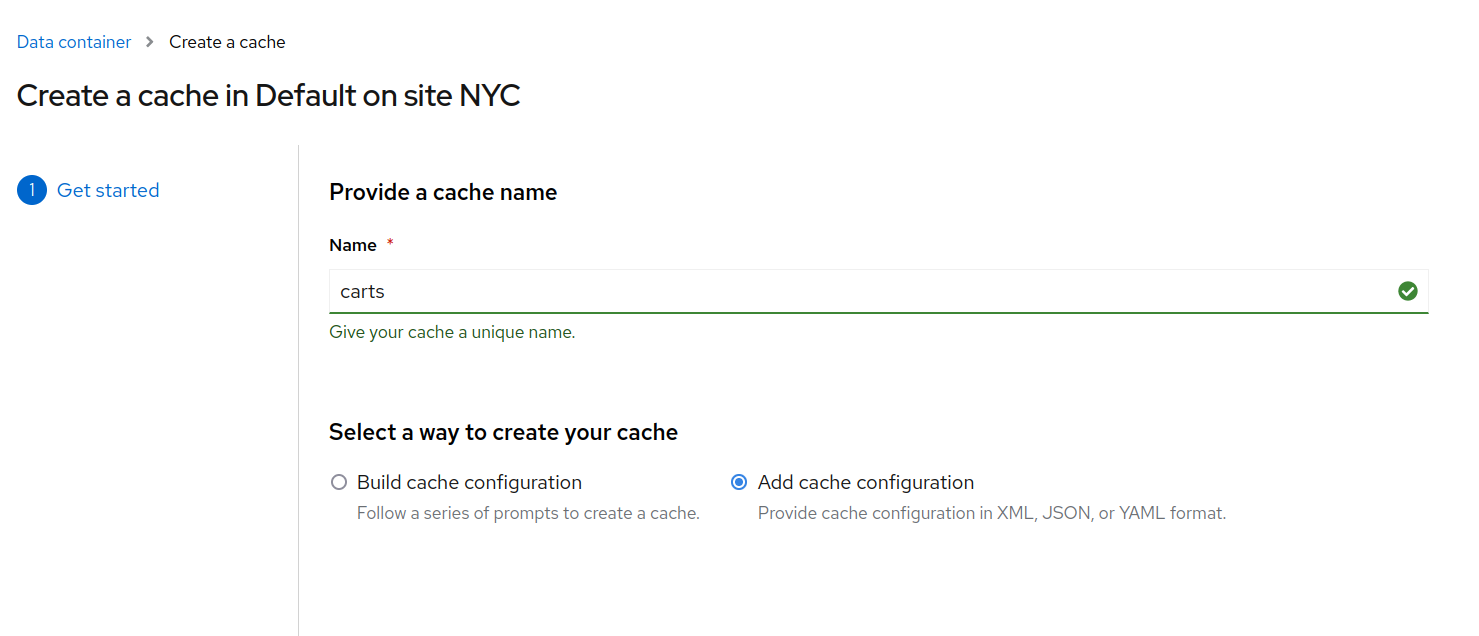 Data container > Create a cache
Create a cache in Default on site NYC
1 Get started
Provide a cache name
Name *
carts
Give your cache a unique name.
Select a way to create your cache
Build cache configuration Add cache configuration
Follow a series of prompts to create a cache. Provide cache configuration in XML, JSON, or YAML format.